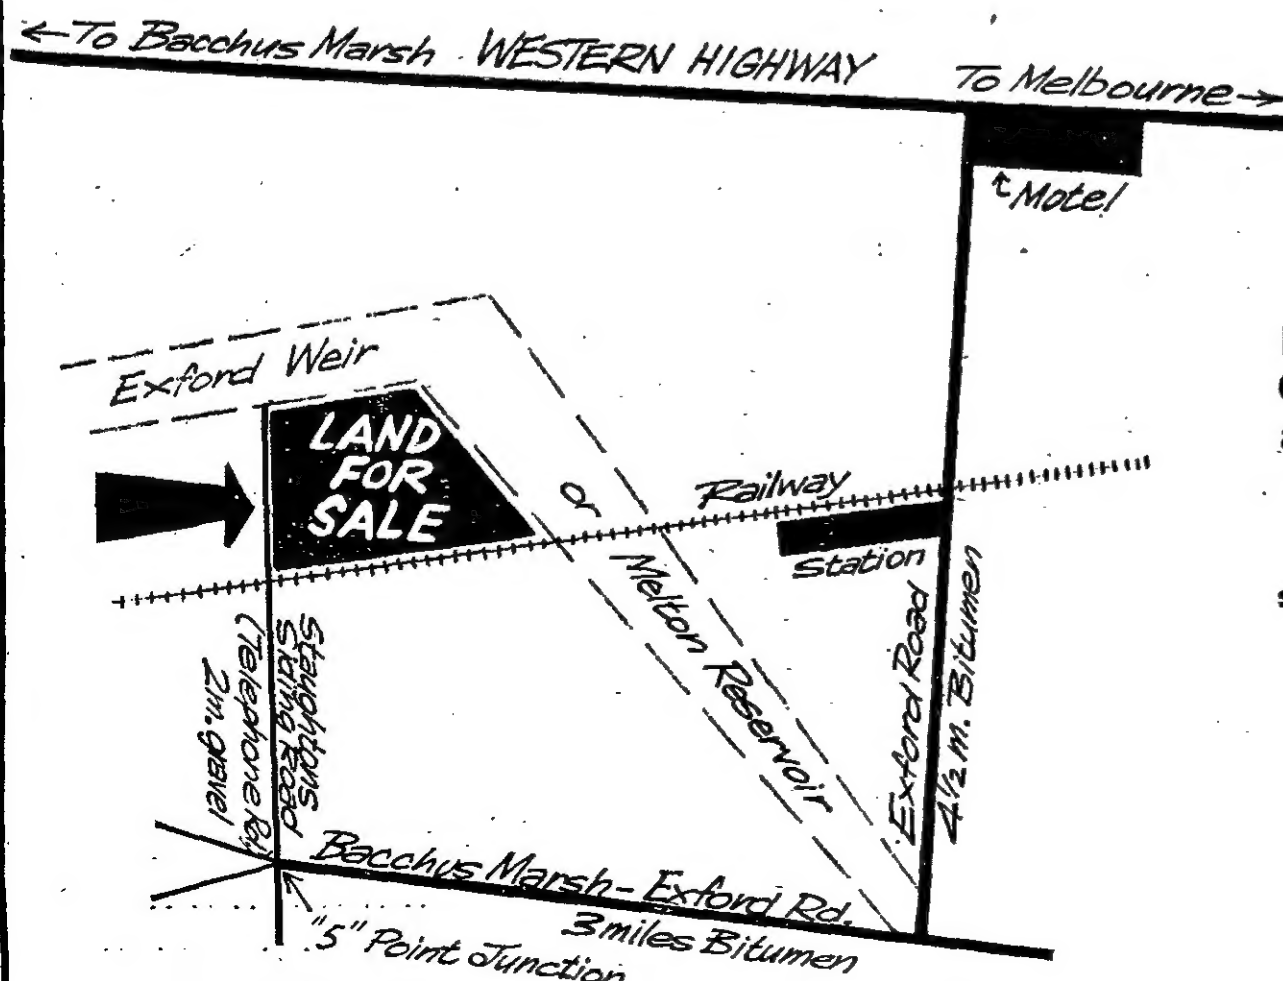 ←To Bacchus Marsh WESTERN HIGHWAY To Melbourne→
↑Motel
Exford Weir
LAND
FOR
SALE
or
Melton Reservoir
Railway
Station
Staughtons
Siding Road
(Telephone Rd.)
2m. gravel
Exford Road
4½ m. Bitumen
Bacchus Marsh-Exford Rd.
3 miles Bitumen
"5" Point Junction